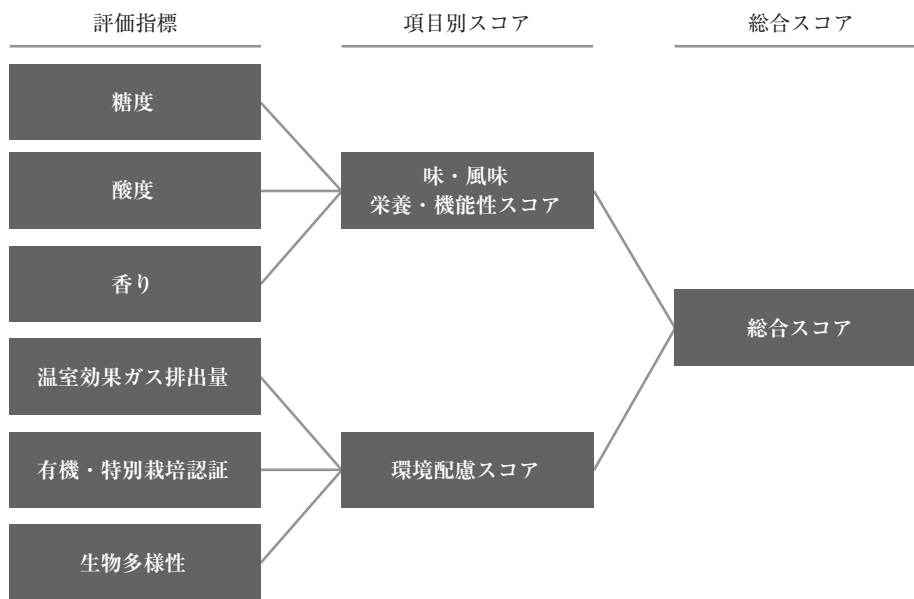 評価指標
項目別スコア
総合スコア
糖度
酸度
香り
温室効果ガス排出量
有機・特別栽培認証
生物多様性
味・風味
栄養・機能性スコア
環境配慮スコア
総合スコア